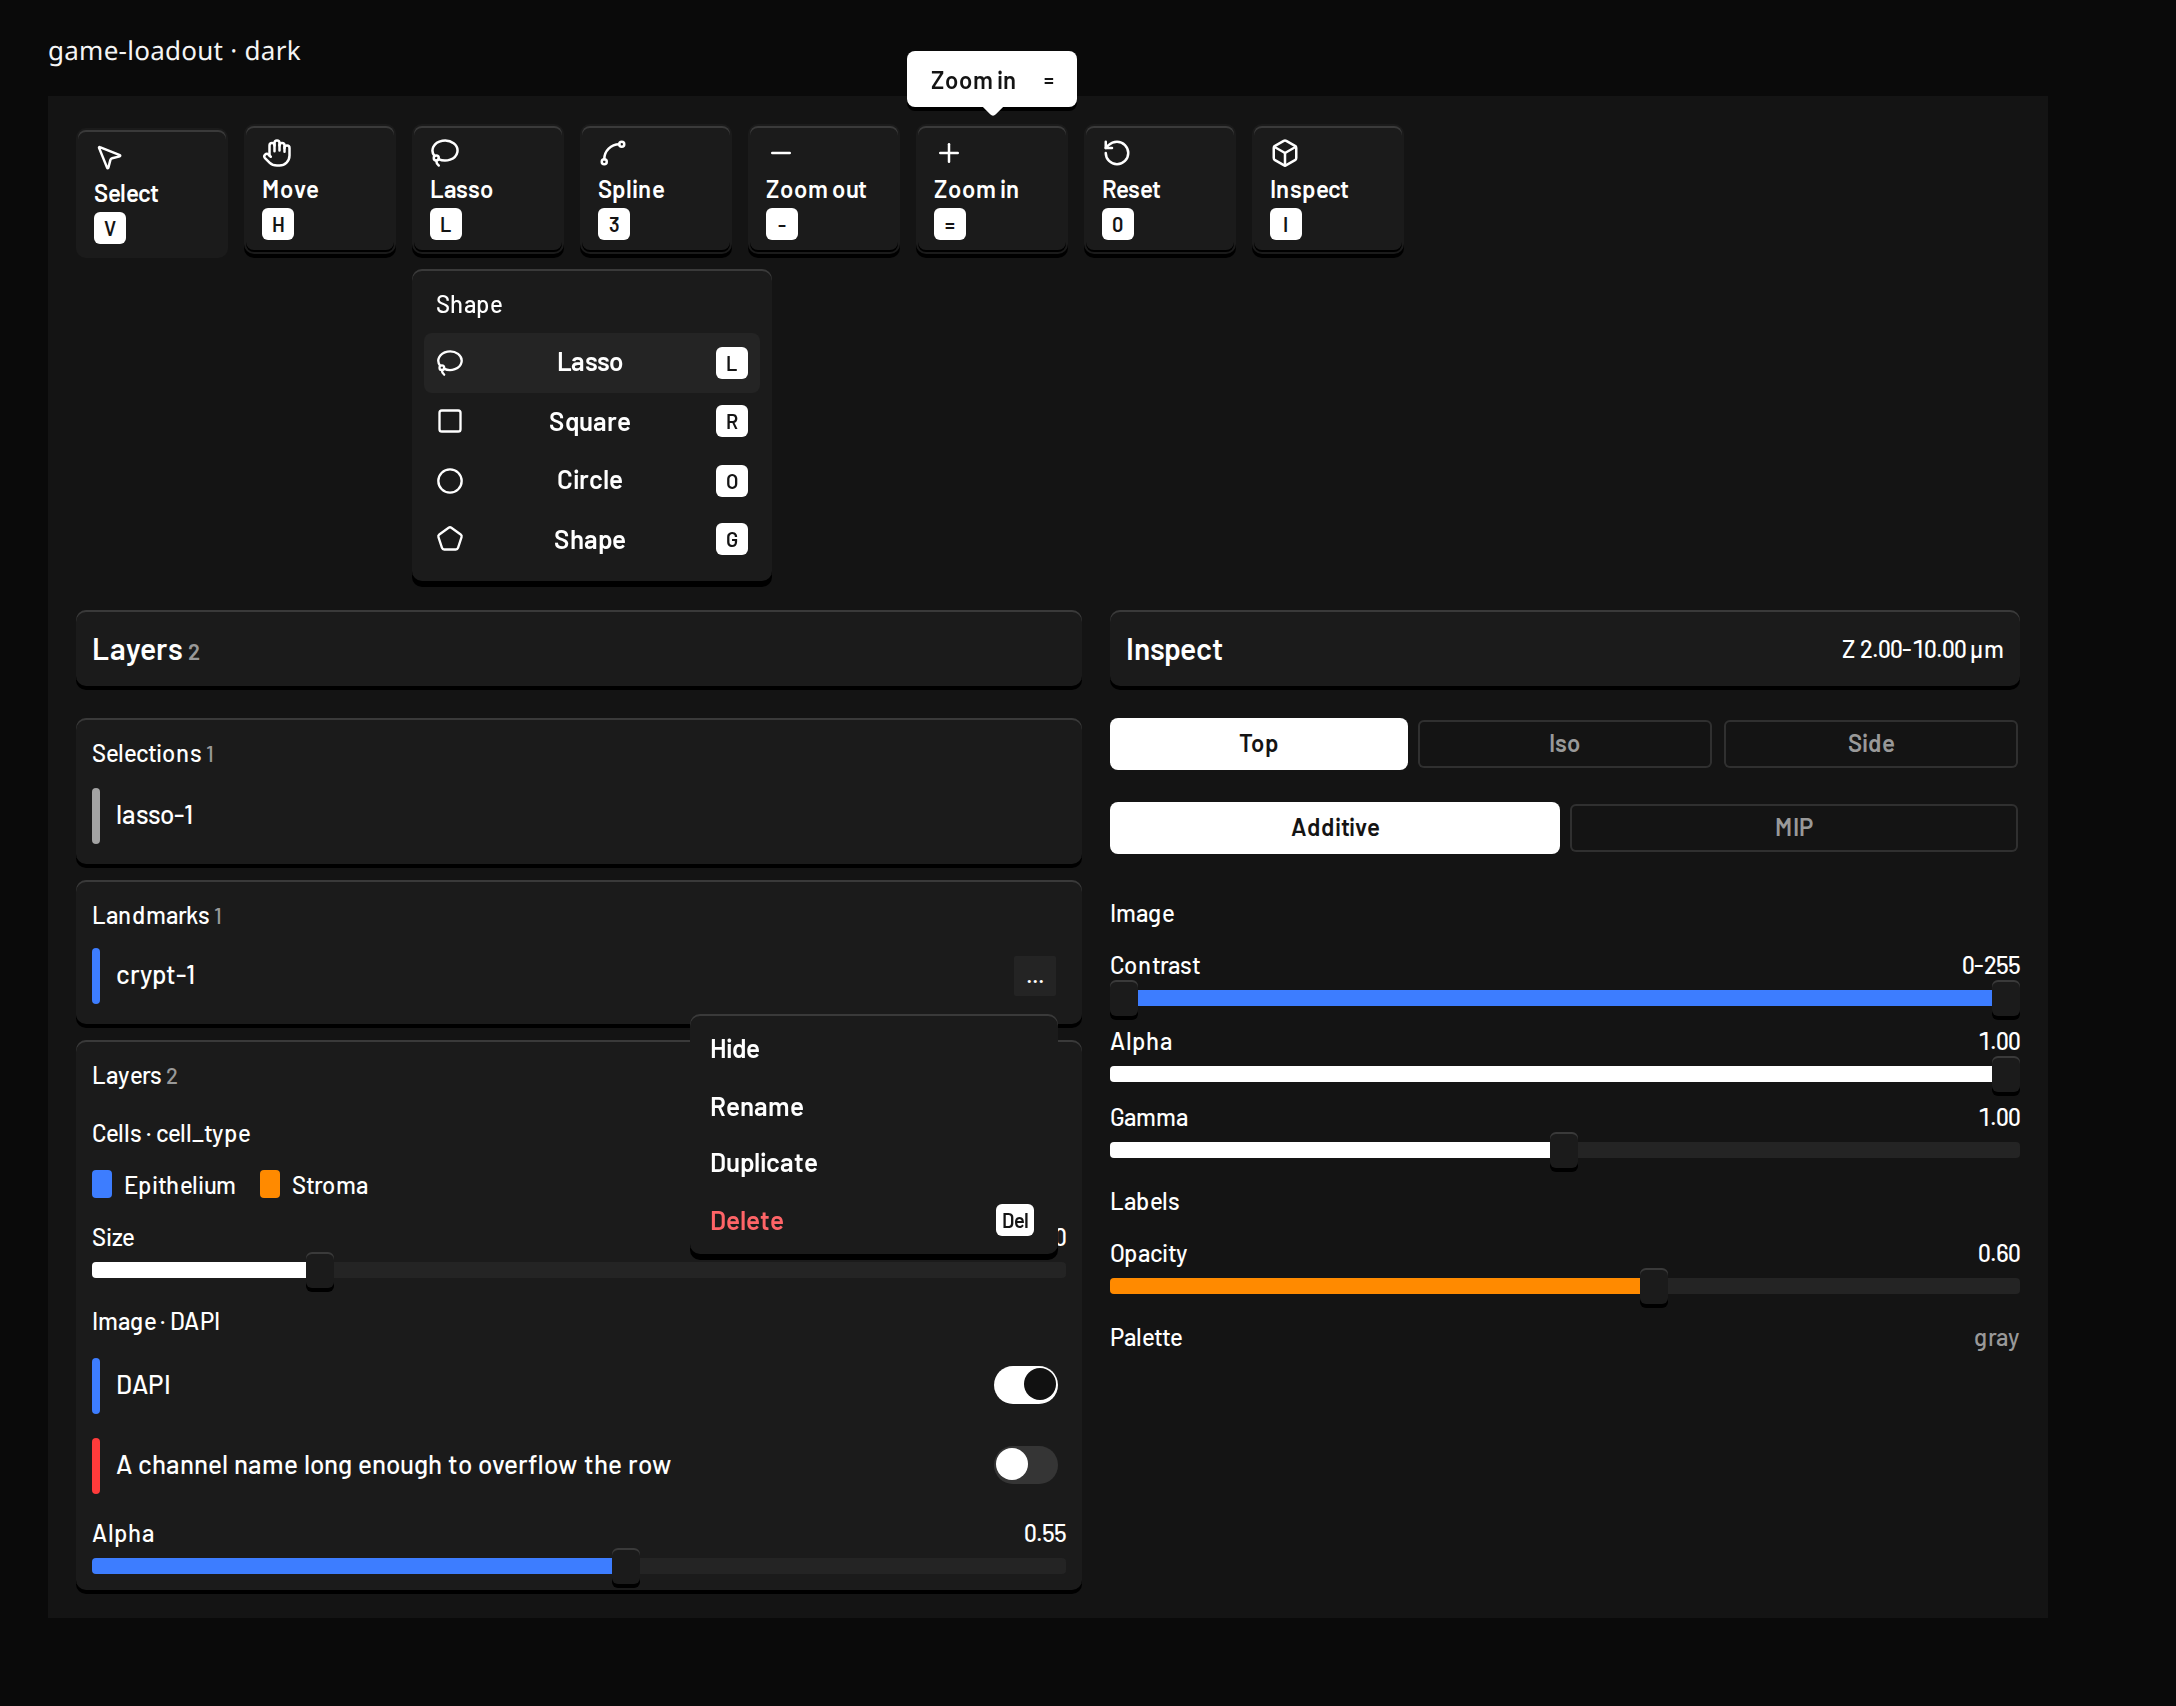 game-loadout · dark
Zoom in =
Select
V
Move
H
Lasso
L
Spline
3
Zoom out
-
Zoom in
=
Reset
0
Inspect
I
Shape
Lasso L
Square R
Circle O
Shape G
Layers 2
Selections 1
lasso-1
Landmarks 1
crypt-1 ...
Hide
Rename
Duplicate
Delete Del
Layers 2
Cells · cell_type
Epithelium Stroma
Size
Image · DAPI
DAPI
A channel name long enough to overflow the row
Alpha 0.55
Inspect Z 2.00-10.00 µm
Top Iso Side
Additive MIP
Image
Contrast 0-255
Alpha 1.00
Gamma 1.00
Labels
Opacity 0.60
Palette gray